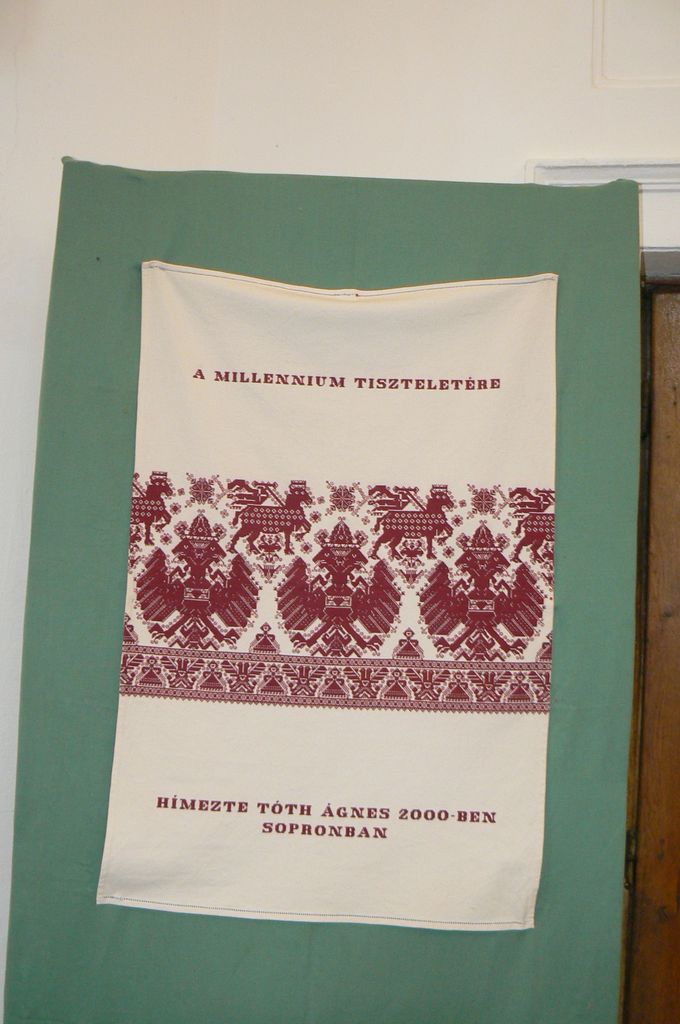 A MILLENNIUM TISZTELETÉRE
HÍMEZTE TÓTH ÁGNES 2000-BEN
SOPRONBAN